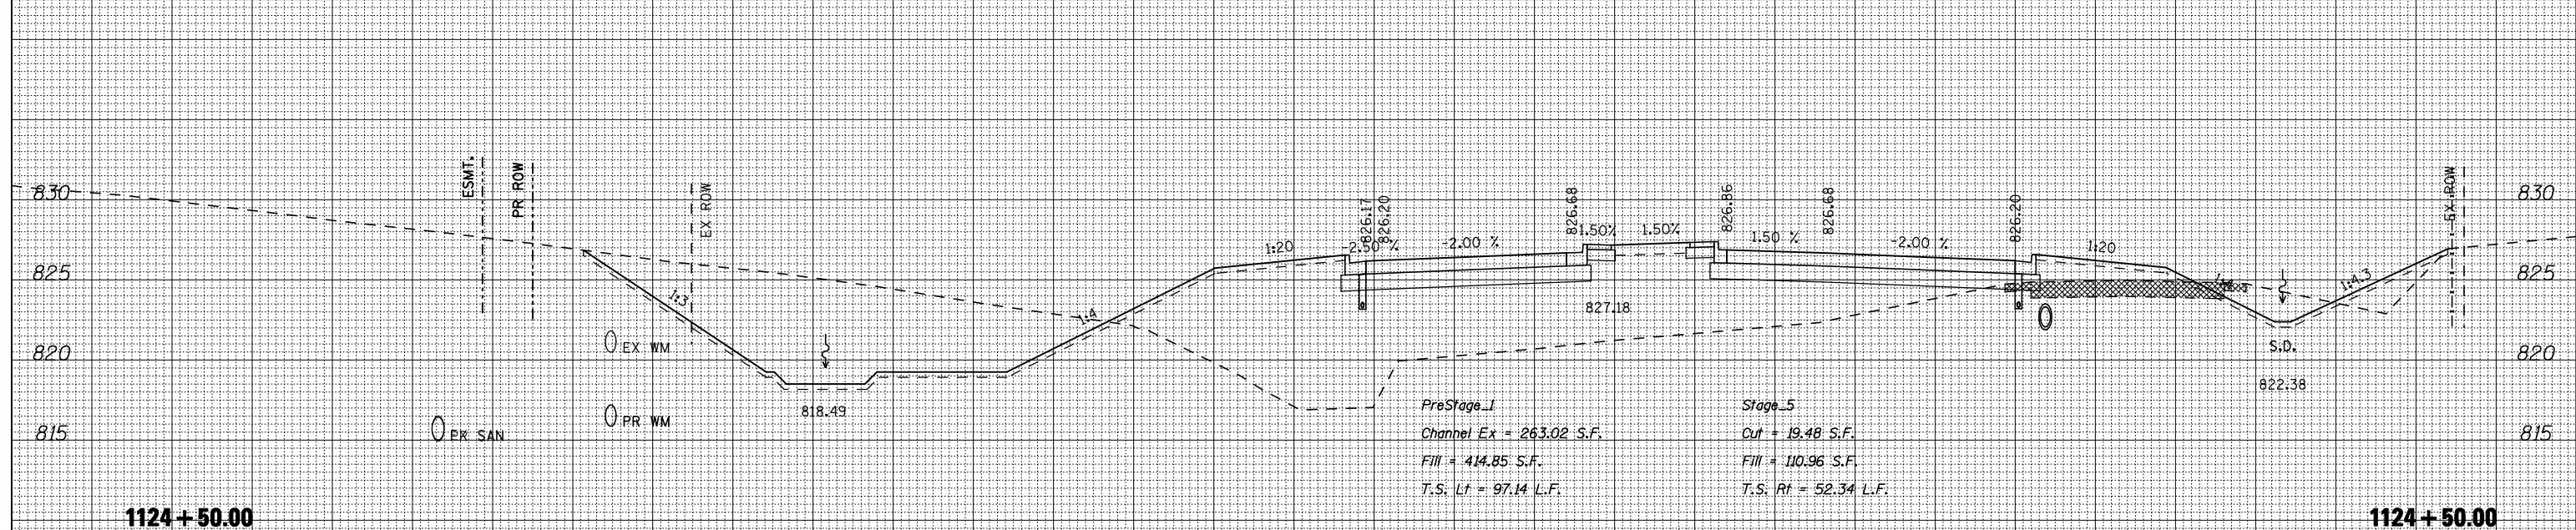 ESMT.
PR ROW
EX ROW
EX ROW
830
830
825
825
820
820
815
815
826.17
826.20
826.68
826.86
826.68
826.20
1:20
-2.50 %
-2.00 %
1.50%
1.50%
1.50 %
-2.00 %
1:20
1:3
1:4
1:4
1:4.3
827.18
EX WM
PR WM
PR SAN
818.49
S.D.
822.38
PreStage_1
Channel Ex = 263.02 S.F.
Fill = 414.85 S.F.
T.S. Lt = 97.14 L.F.
Stage_5
Cut = 19.48 S.F.
Fill = 110.96 S.F.
T.S. Rt = 52.34 L.F.
1124+50.00
1124+50.00